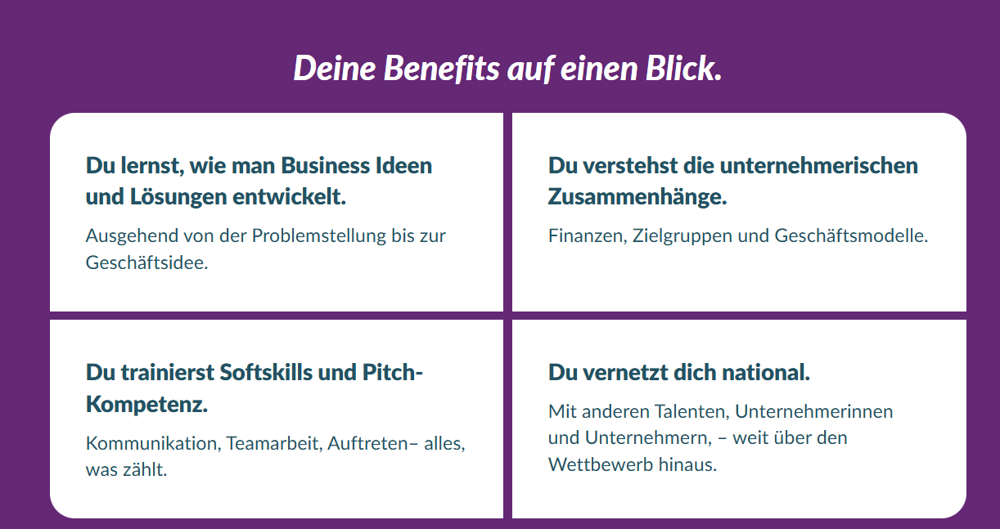 Deine Benefits auf einen Blick.
Du lernst, wie man Business Ideen
und Lösungen entwickelt.
Ausgehend von der Problemstellung bis zur
Geschäftsidee.
Du verstehst die unternehmerischen
Zusammenhänge.
Finanzen, Zielgruppen und Geschäftsmodelle.
Du trainierst Softskills und Pitch-
Kompetenz.
Kommunikation, Teamarbeit, Auftreten– alles,
was zählt.
Du vernetzt dich national.
Mit anderen Talenten, Unternehmerinnen
und Unternehmern, – weit über den
Wettbewerb hinaus.